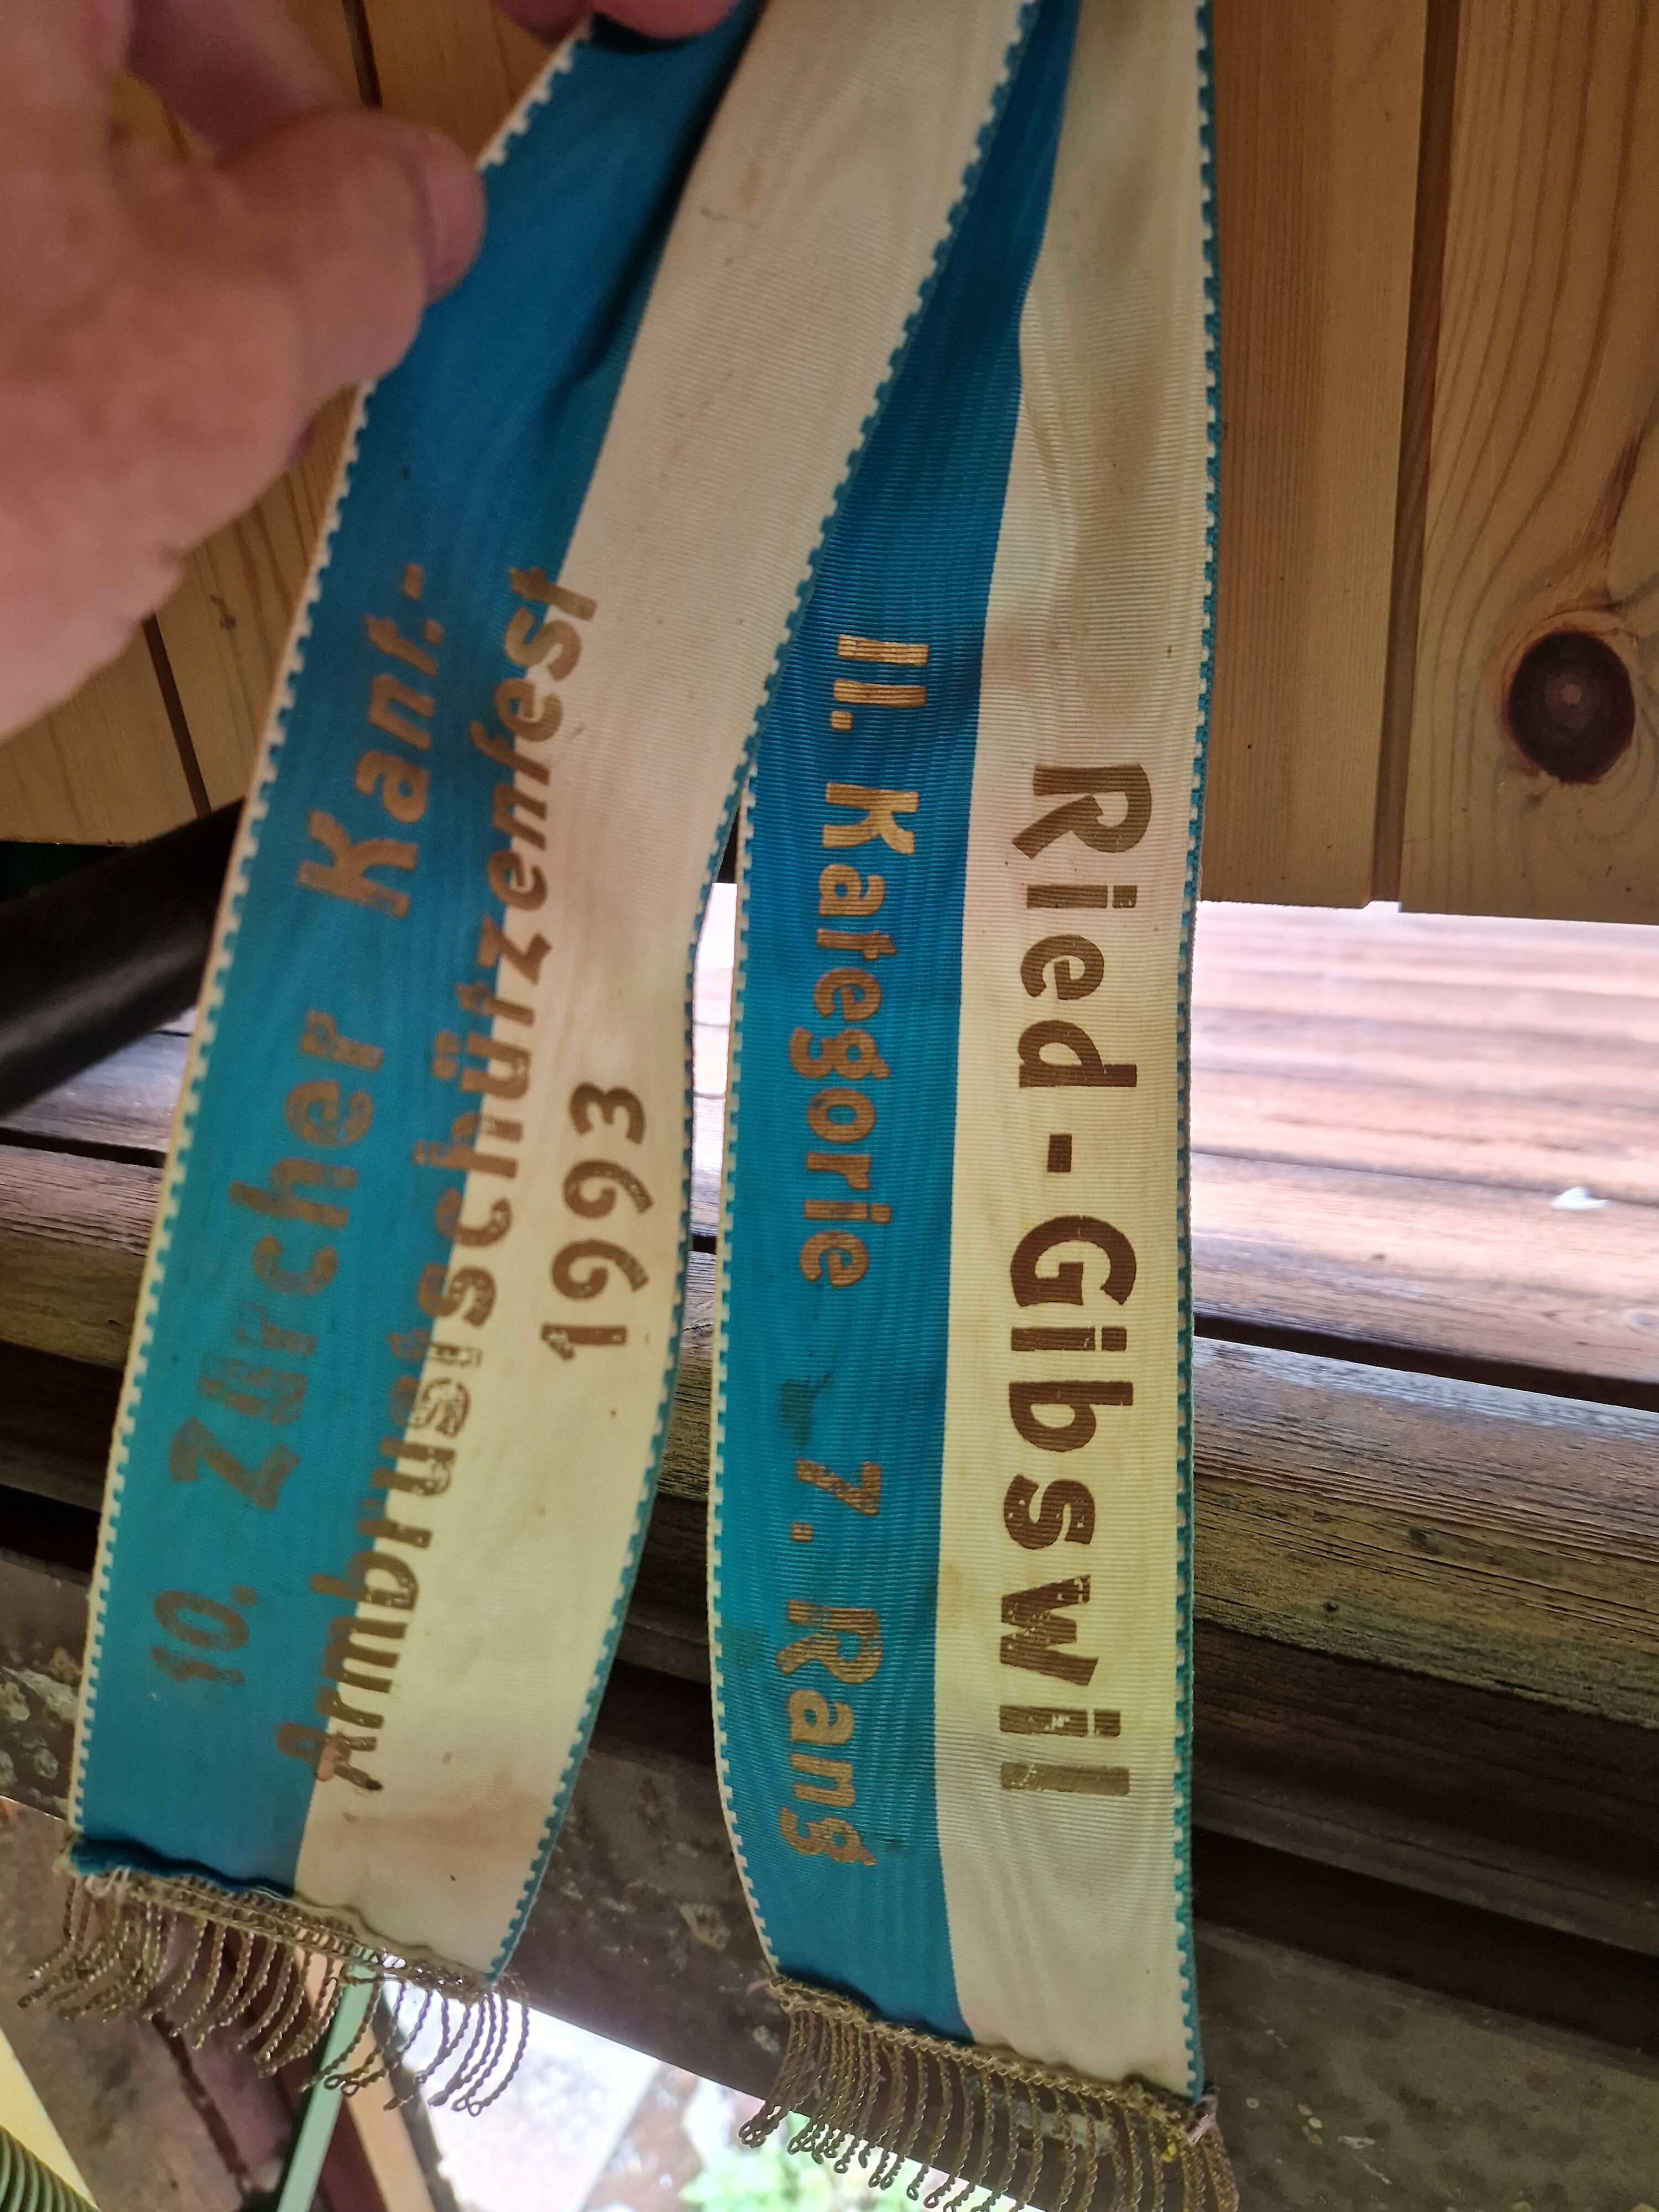 10. Zürcher Kant.-
Armbrustschützenfest
1993
II. Kategorie 7. Rang
Ried-Gibswil